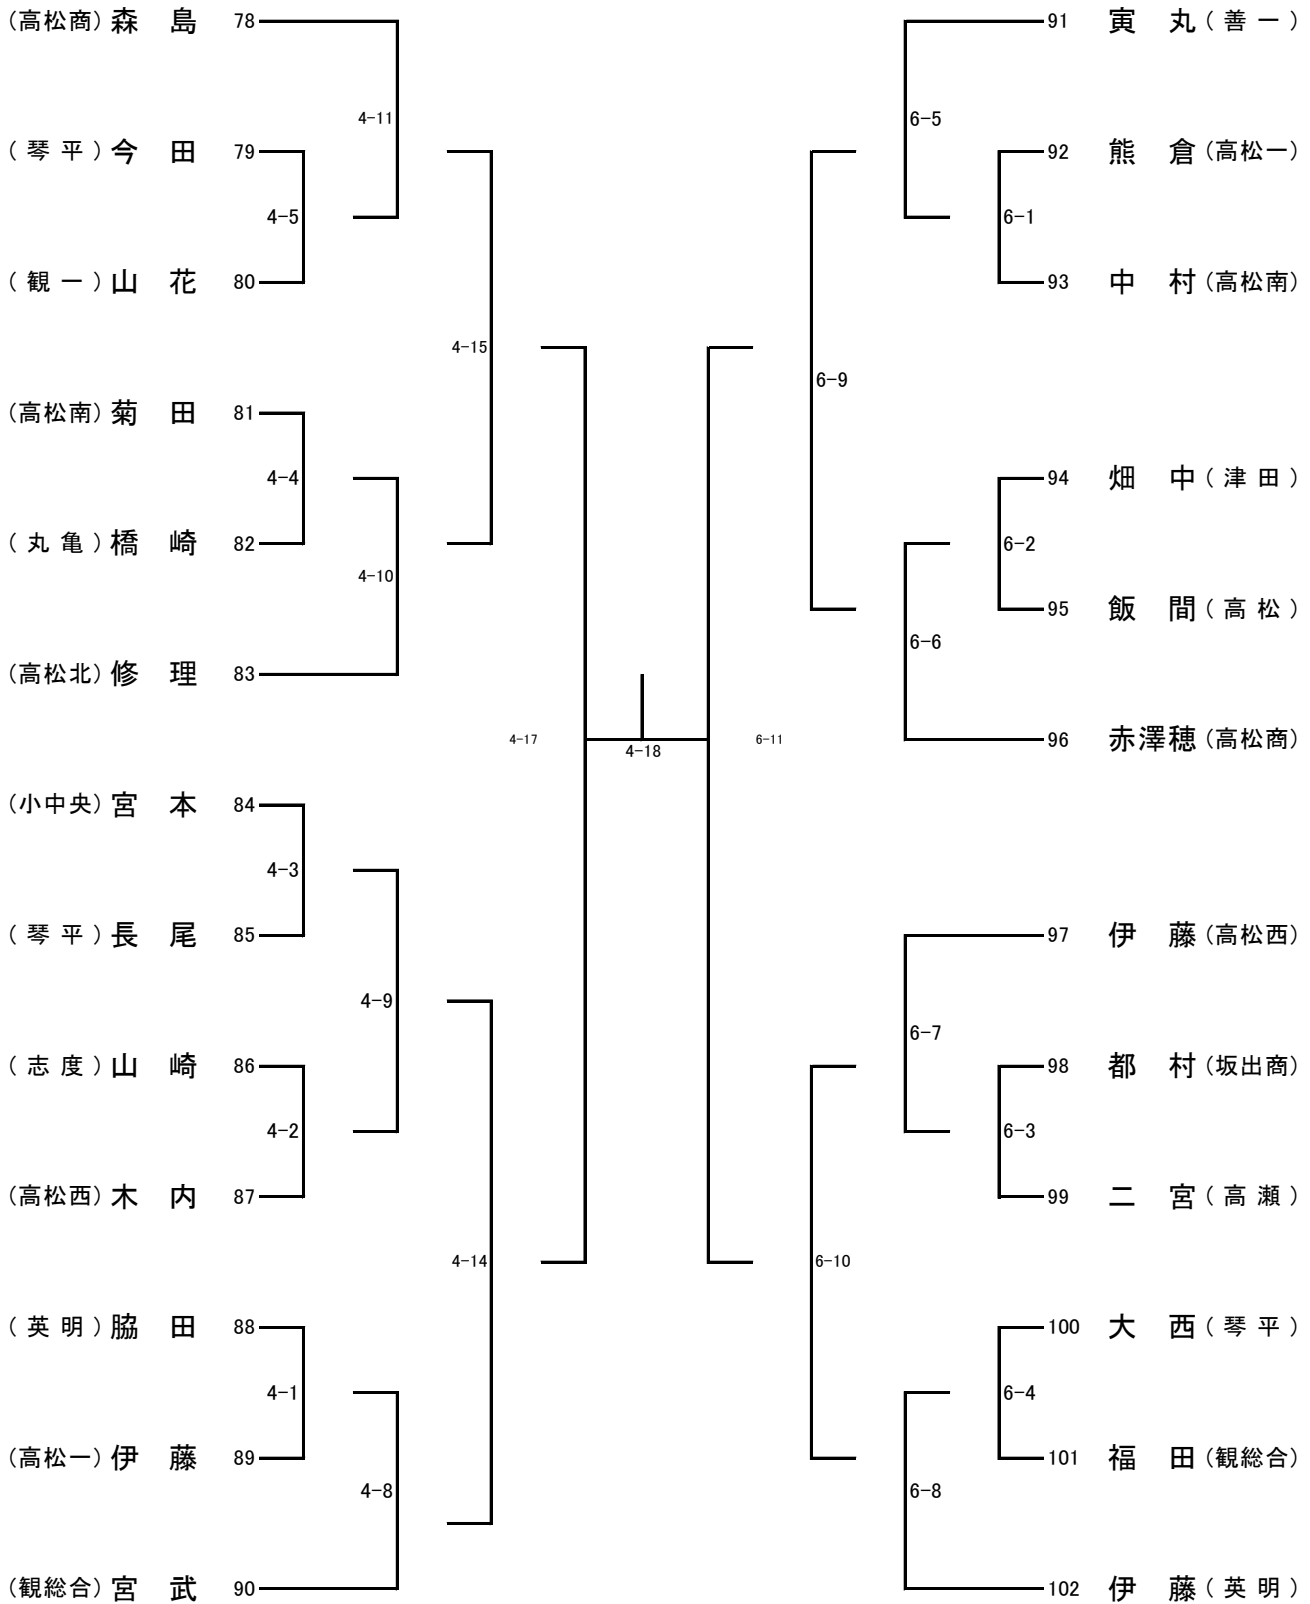 (高松商) 森島 78
4-11
(琴平) 今田 79
4-5
(観一) 山花 80
4-15
(高松南) 菊田 81
4-4
(丸亀) 橋崎 82
4-10
(高松北) 修理 83
4-17
4-18
(小中央) 宮本 84
4-3
(琴平) 長尾 85
4-9
(志度) 山崎 86
4-2
(高松西) 木内 87
4-14
(英明) 脇田 88
4-1
(高松一) 伊藤 89
4-8
(観総合) 宮武 90
91 寅丸 (善一)
6-5
92 熊倉 (高松一)
6-1
93 中村 (高松南)
6-9
94 畑中 (津田)
6-2
95 飯間 (高松)
6-6
6-11
96 赤澤穂 (高松商)
97 伊藤 (高松西)
6-7
98 都村 (坂出商)
6-3
99 二宮 (高瀬)
6-10
100 大西 (琴平)
6-4
101 福田 (観総合)
6-8
102 伊藤 (英明)